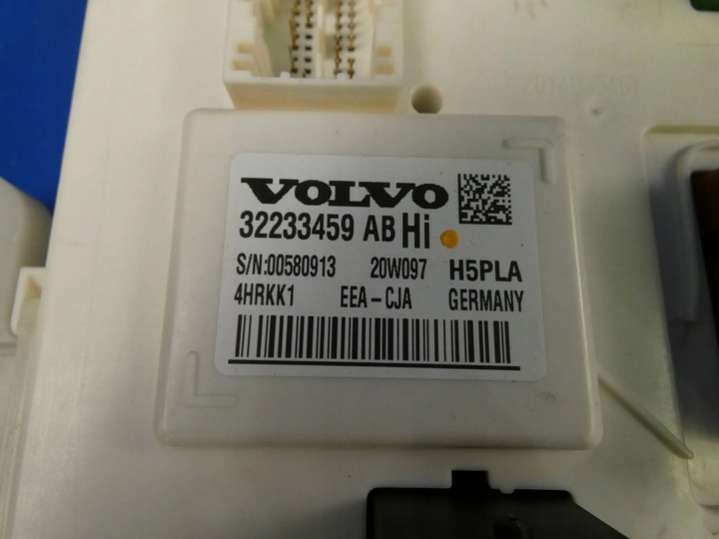 VOLVO
32233459 AB Hi
S/N:00580913 20W097 H5PLA
4HRKK1 EEA-CJA GERMANY